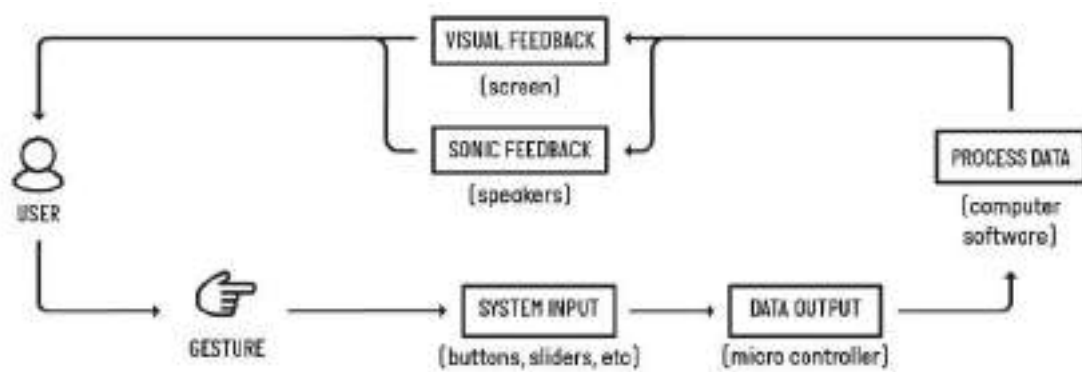 VISUAL FEEDBACK
(screen)
SONIC FEEDBACK
(speakers)
PROCESS DATA
(computer
software)
USER
GESTURE
SYSTEM INPUT
(buttons, sliders, etc)
DATA OUTPUT
(micro controller)